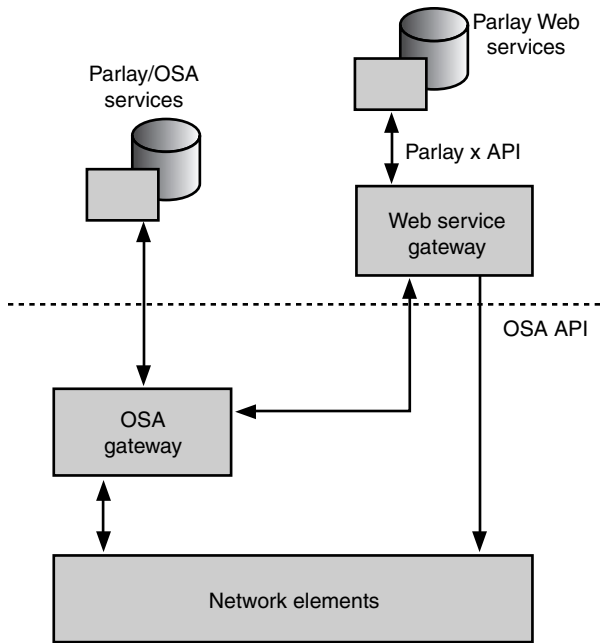 Parlay Web
services
Parlay/OSA
services
Parlay x API
Web service
gateway
OSA API
OSA
gateway
Network elements